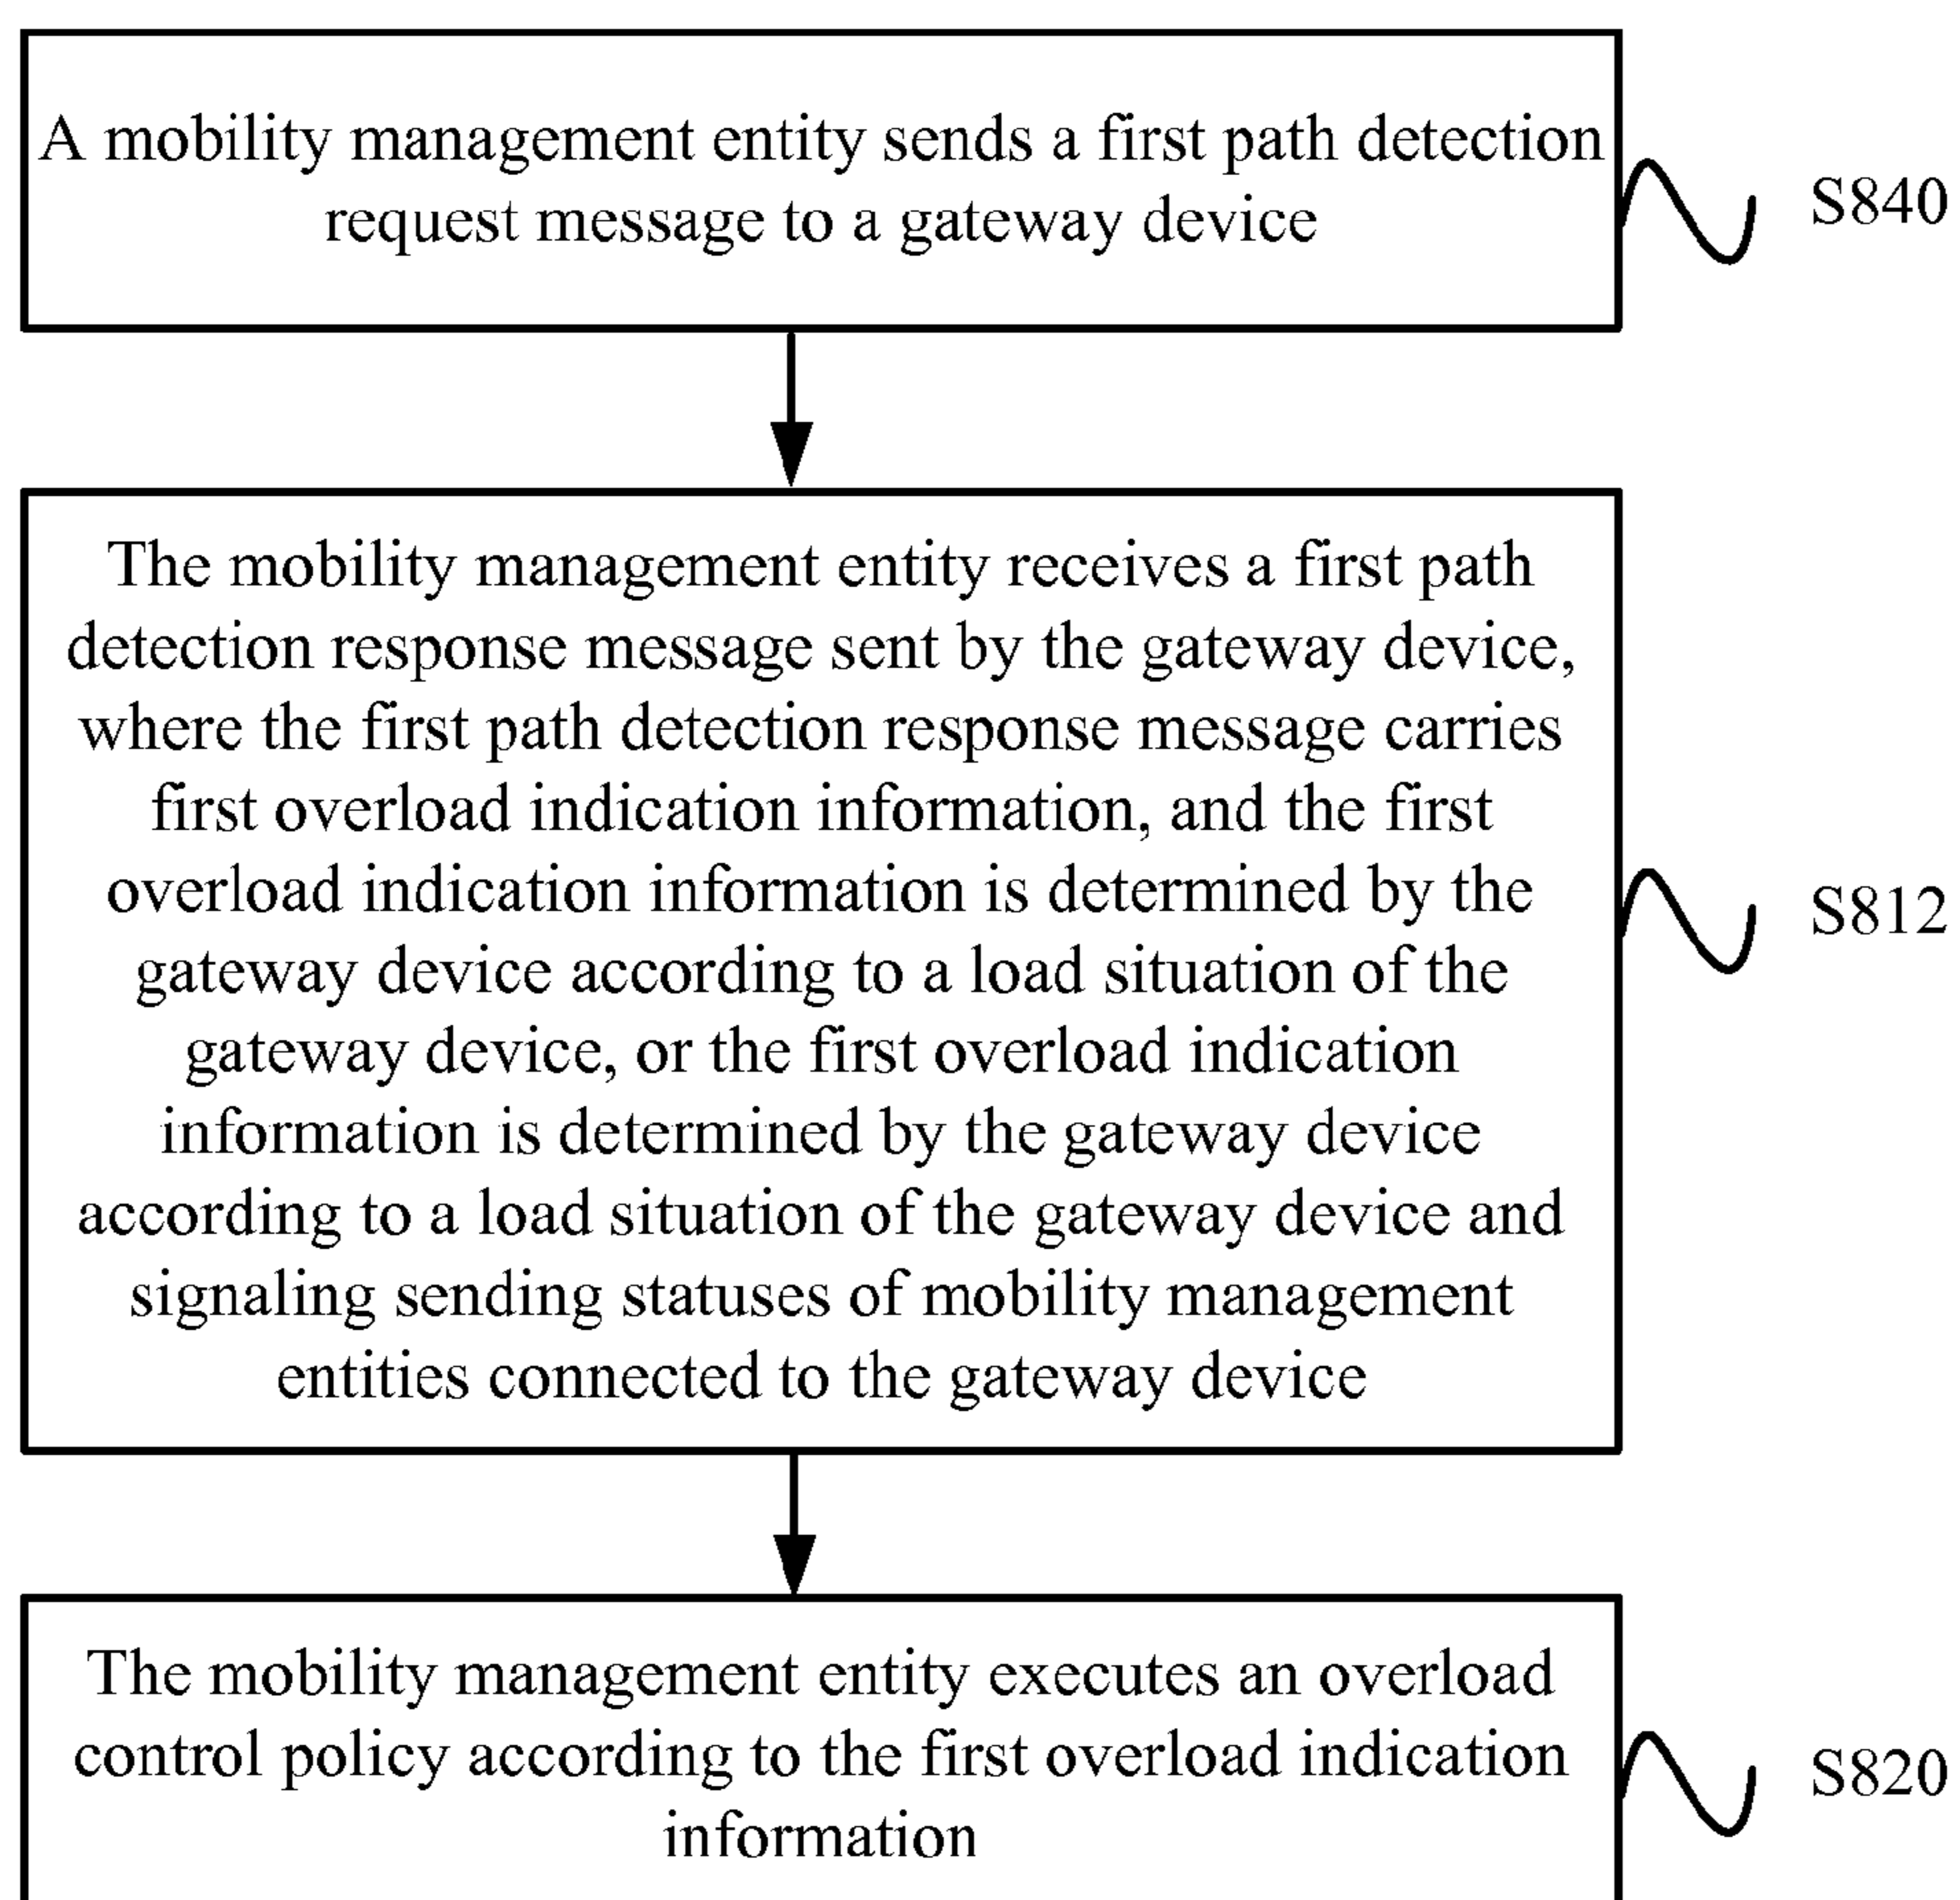 A mobility management entity sends a first path detection
request message to a gateway device
S840
The mobility management entity receives a first path
detection response message sent by the gateway device,
where the first path detection response message carries
first overload indication information, and the first
overload indication information is determined by the
gateway device according to a load situation of the
gateway device, or the first overload indication
information is determined by the gateway device
according to a load situation of the gateway device and
signaling sending statuses of mobility management
entities connected to the gateway device
S812
The mobility management entity executes an overload
control policy according to the first overload indication
information
S820